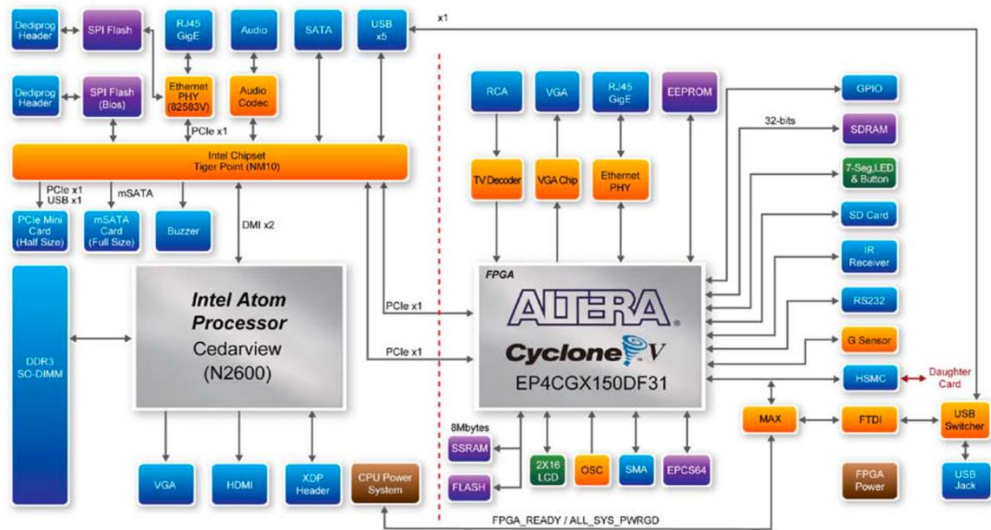 Dediprog
Header
SPI Flash
RJ45
GigE
Audio
SATA
USB
x5
x1
Dediprog
Header
SPI Flash
(Bios)
Ethernet
PHY
(82583V)
Audio
Codec
PCIe x1
Intel Chipset
Tiger Point (NM10)
PCIe x1
USB x1
mSATA
DMI x2
PCIe Mini
Card
(Half Size)
mSATA
Card
(Full Size)
Buzzer
DDR3
SO-DIMM
Intel Atom
Processor
Cedarview
(N2600)
VGA
HDMI
XDP
Header
CPU Power
System
PCIe x1
PCIe x1
RCA
VGA
RJ45
GigE
EEPROM
TV Decoder
VGA Chip
Ethernet
PHY
32-bits
FPGA
ALTERA.
Cyclone V
EP4CGX150DF31
GPIO
SDRAM
7-Seg,LED
& Button
SD Card
IR
Receiver
RS232
G Sensor
HSMC
Daughter
Card
MAX
FTDI
USB
Switcher
8Mbytes
SSRAM
FLASH
2X16
LCD
OSC
SMA
EPCS64
FPGA
Power
USB
Jack
FPGA_READY / ALL_SYS_PWRGD